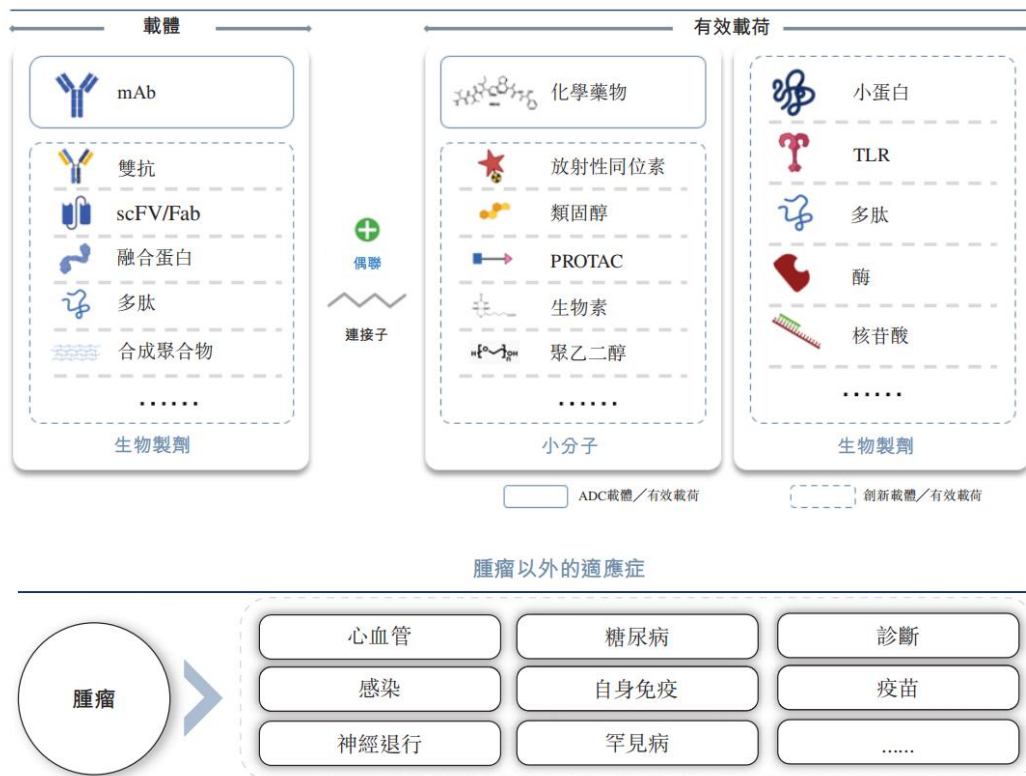 載體
有效載荷
mAb
雙抗
scFV/Fab
融合蛋白
多肽
合成聚合物
......
生物製劑
偶聯
連接子
化學藥物
放射性同位素
類固醇
PROTAC
生物素
聚乙二醇
......
小分子
小蛋白
TLR
多肽
酶
核苷酸
......
生物製劑
ADC載體／有效載荷
創新載體／有效載荷
腫瘤以外的適應症
腫瘤
心血管
糖尿病
診斷
感染
自身免疫
疫苗
神經退行
罕見病
......